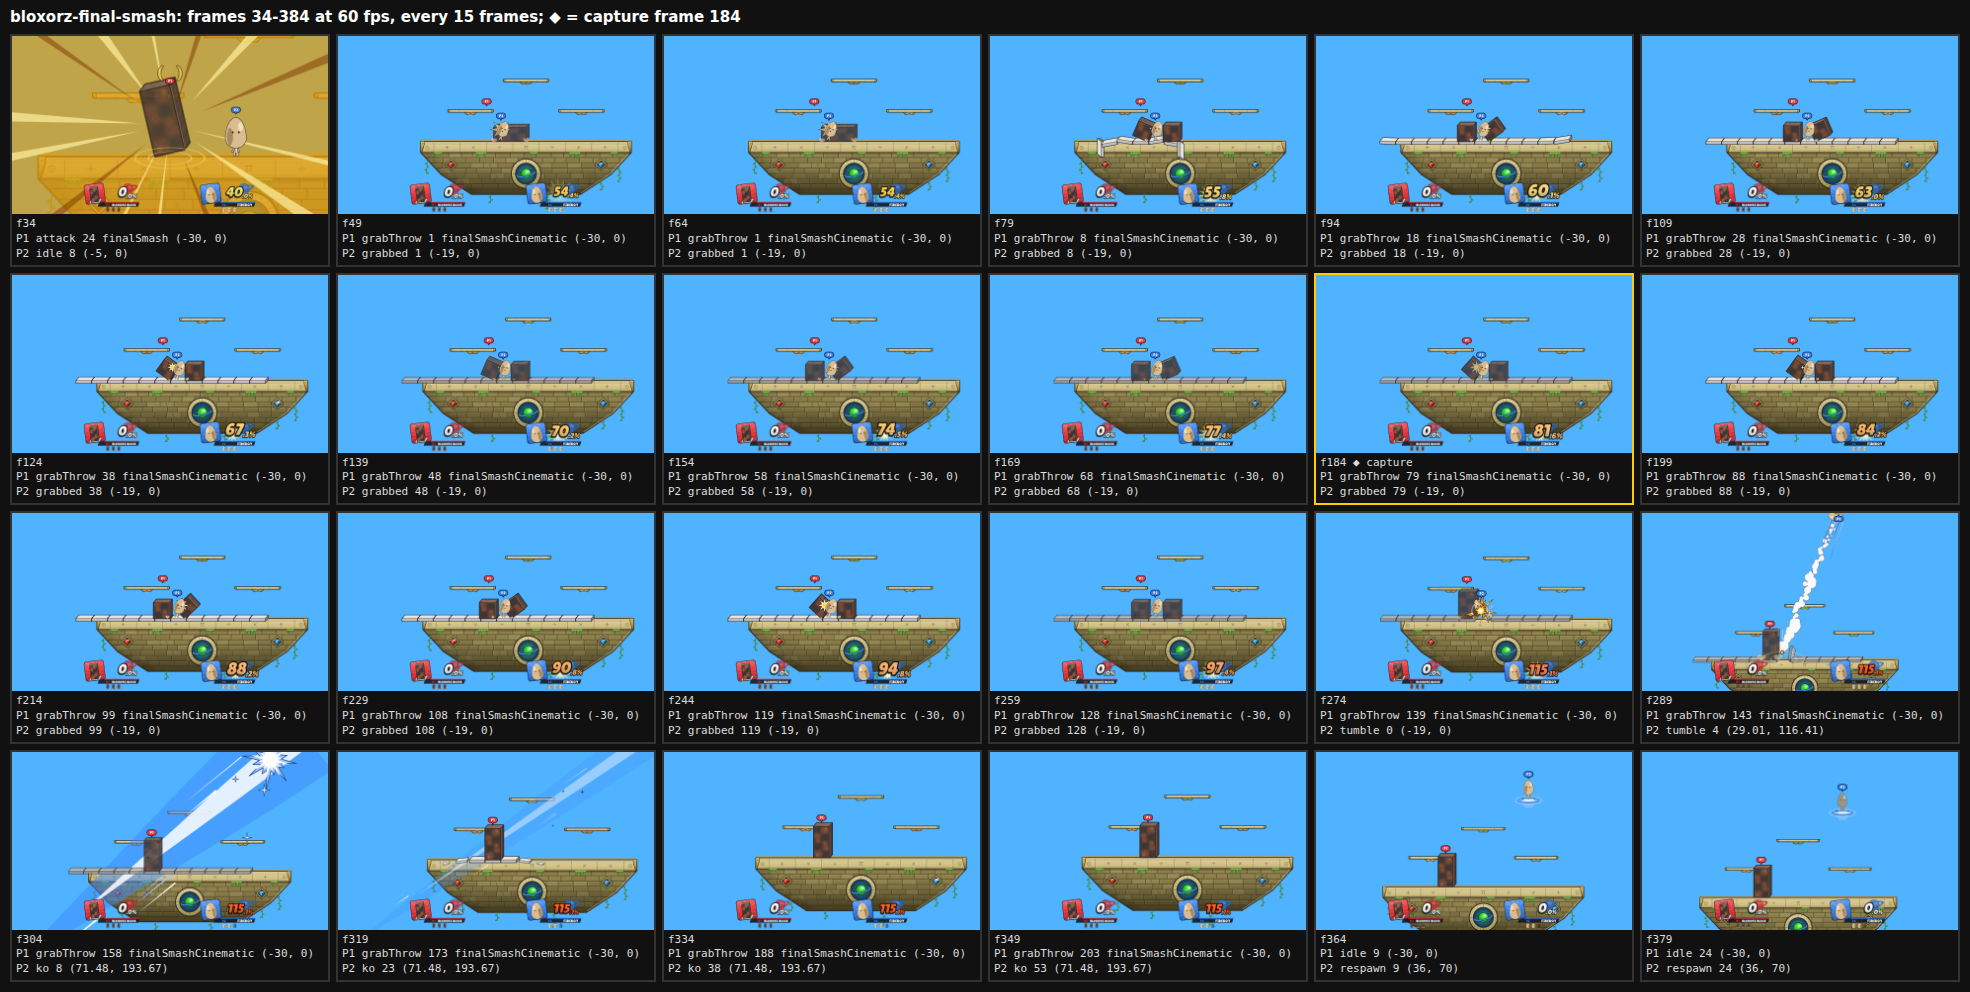 bloxorz-final-smash: frames 34-384 at 60 fps, every 15 frames; ◆ = capture frame 184
f34
P1 attack 24 finalSmash (-30, 0)
P2 idle 8 (-5, 0)
f49
P1 grabThrow 1 finalSmashCinematic (-30, 0)
P2 grabbed 1 (-19, 0)
f64
P1 grabThrow 1 finalSmashCinematic (-30, 0)
P2 grabbed 1 (-19, 0)
f79
P1 grabThrow 8 finalSmashCinematic (-30, 0)
P2 grabbed 8 (-19, 0)
f94
P1 grabThrow 18 finalSmashCinematic (-30, 0)
P2 grabbed 18 (-19, 0)
f109
P1 grabThrow 28 finalSmashCinematic (-30, 0)
P2 grabbed 28 (-19, 0)
f124
P1 grabThrow 38 finalSmashCinematic (-30, 0)
P2 grabbed 38 (-19, 0)
f139
P1 grabThrow 48 finalSmashCinematic (-30, 0)
P2 grabbed 48 (-19, 0)
f154
P1 grabThrow 58 finalSmashCinematic (-30, 0)
P2 grabbed 58 (-19, 0)
f169
P1 grabThrow 68 finalSmashCinematic (-30, 0)
P2 grabbed 68 (-19, 0)
f184 ◆ capture
P1 grabThrow 79 finalSmashCinematic (-30, 0)
P2 grabbed 79 (-19, 0)
f199
P1 grabThrow 88 finalSmashCinematic (-30, 0)
P2 grabbed 88 (-19, 0)
f214
P1 grabThrow 99 finalSmashCinematic (-30, 0)
P2 grabbed 99 (-19, 0)
f229
P1 grabThrow 108 finalSmashCinematic (-30, 0)
P2 grabbed 108 (-19, 0)
f244
P1 grabThrow 119 finalSmashCinematic (-30, 0)
P2 grabbed 119 (-19, 0)
f259
P1 grabThrow 128 finalSmashCinematic (-30, 0)
P2 grabbed 128 (-19, 0)
f274
P1 grabThrow 139 finalSmashCinematic (-30, 0)
P2 tumble 0 (-19, 0)
f289
P1 grabThrow 143 finalSmashCinematic (-30, 0)
P2 tumble 4 (29.01, 116.41)
f304
P1 grabThrow 158 finalSmashCinematic (-30, 0)
P2 ko 8 (71.48, 193.67)
f319
P1 grabThrow 173 finalSmashCinematic (-30, 0)
P2 ko 23 (71.48, 193.67)
f334
P1 grabThrow 188 finalSmashCinematic (-30, 0)
P2 ko 38 (71.48, 193.67)
f349
P1 grabThrow 203 finalSmashCinematic (-30, 0)
P2 ko 53 (71.48, 193.67)
f364
P1 idle 9 (-30, 0)
P2 respawn 9 (36, 70)
f379
P1 idle 24 (-30, 0)
P2 respawn 24 (36, 70)